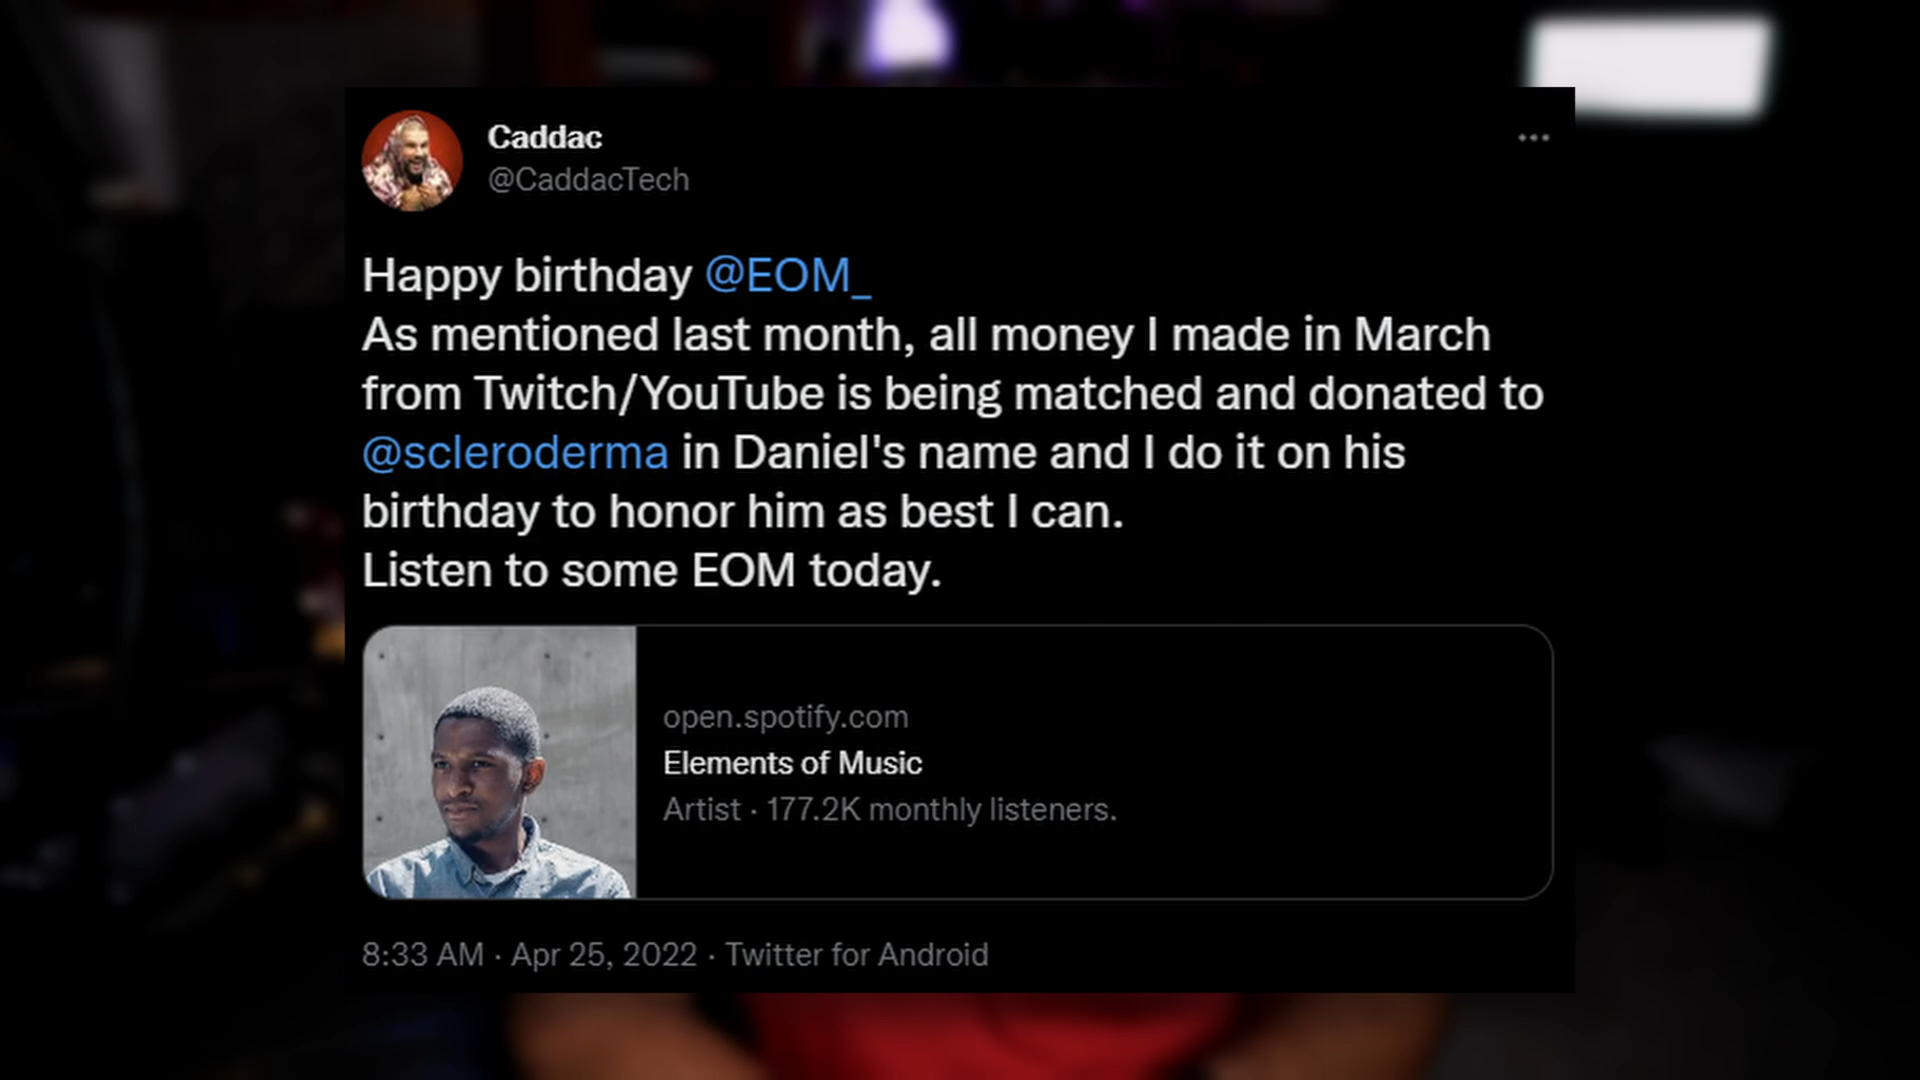 Caddac
@CaddacTech
Happy birthday @EOM_
As mentioned last month, all money I made in March
from Twitch/YouTube is being matched and donated to
@scleroderma in Daniel's name and I do it on his
birthday to honor him as best I can.
Listen to some EOM today.
open.spotify.com
Elements of Music
Artist · 177.2K monthly listeners.
8:33 AM · Apr 25, 2022 · Twitter for Android